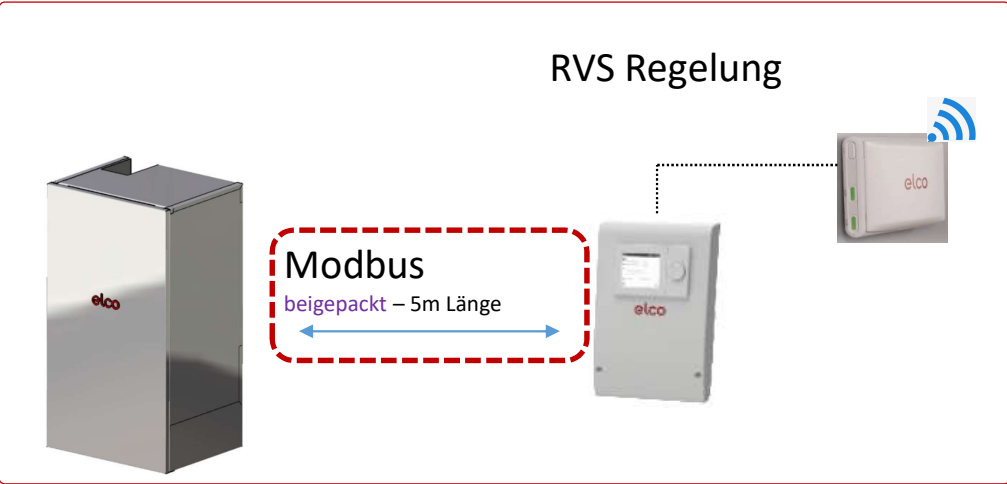 RVS Regelung
elco
Modbus
beigepackt – 5m Länge
elco
elco